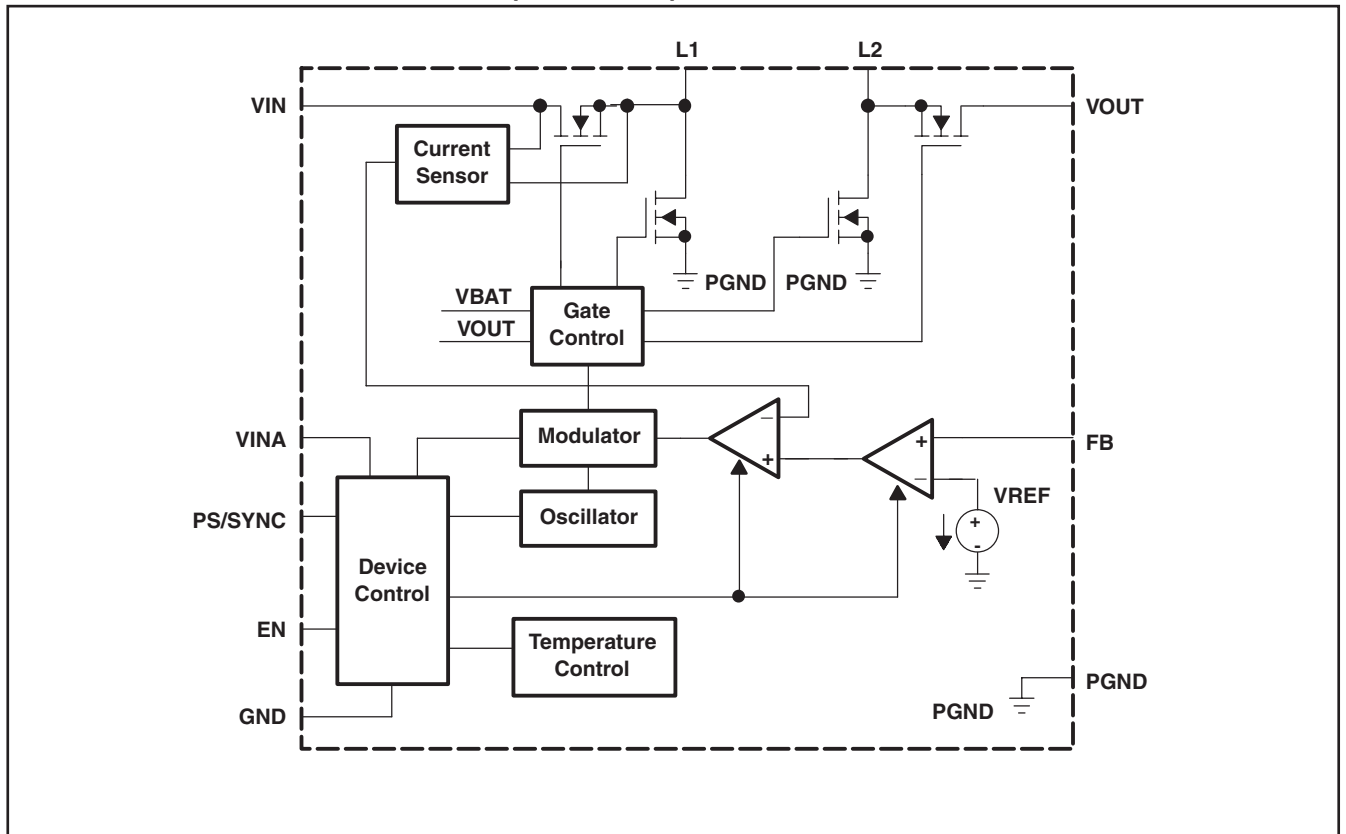 L1 L2
VIN VOUT
Current
Sensor
PGND PGND
VBAT
Gate
Control
VOUT
VINA
Modulator
–
+
+
–
FB
VREF
PS/SYNC
Oscillator
+
-
Device
Control
EN
Temperature
Control
GND
PGND
PGND